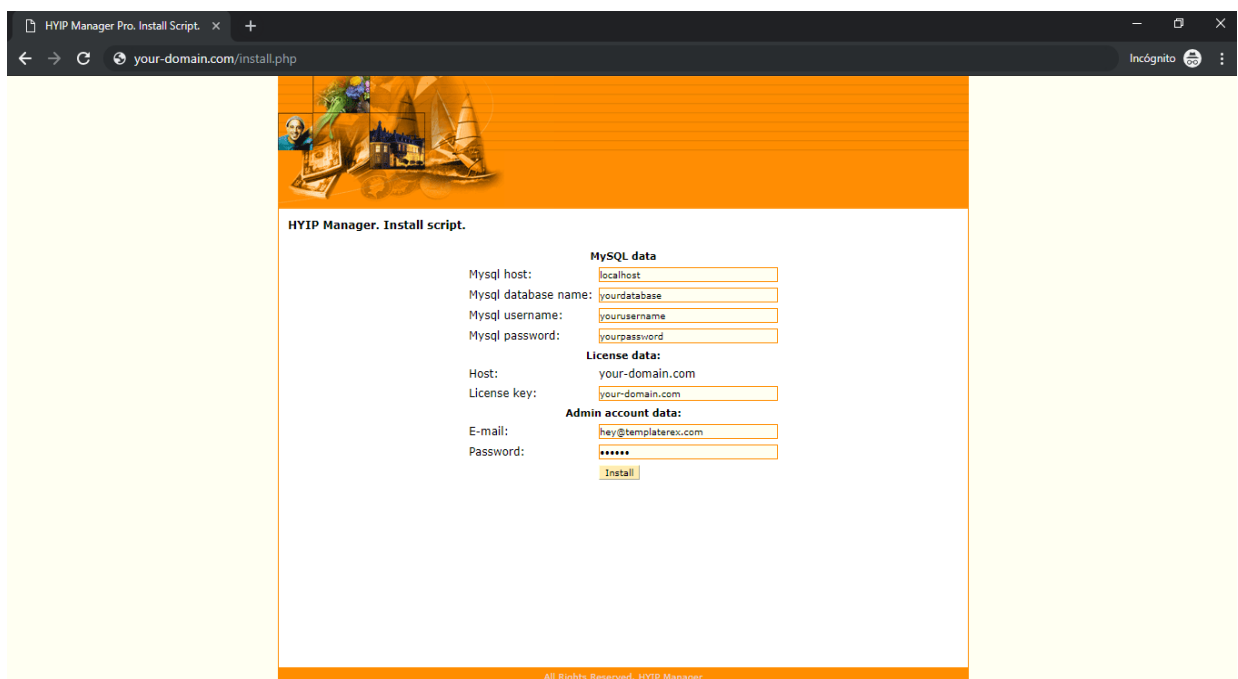 HYIP Manager Pro. Install Script.
your-domain.com/install.php
Incógnito
HYIP Manager. Install script.
MySQL data
Mysql host: localhost
Mysql database name: yourdatabase
Mysql username: yourusername
Mysql password: yourpassword
License data:
Host: your-domain.com
License key: your-domain.com
Admin account data:
E-mail: hey@templaterex.com
Password: ••••••
Install
All Rights Reserved. HYIP Manager